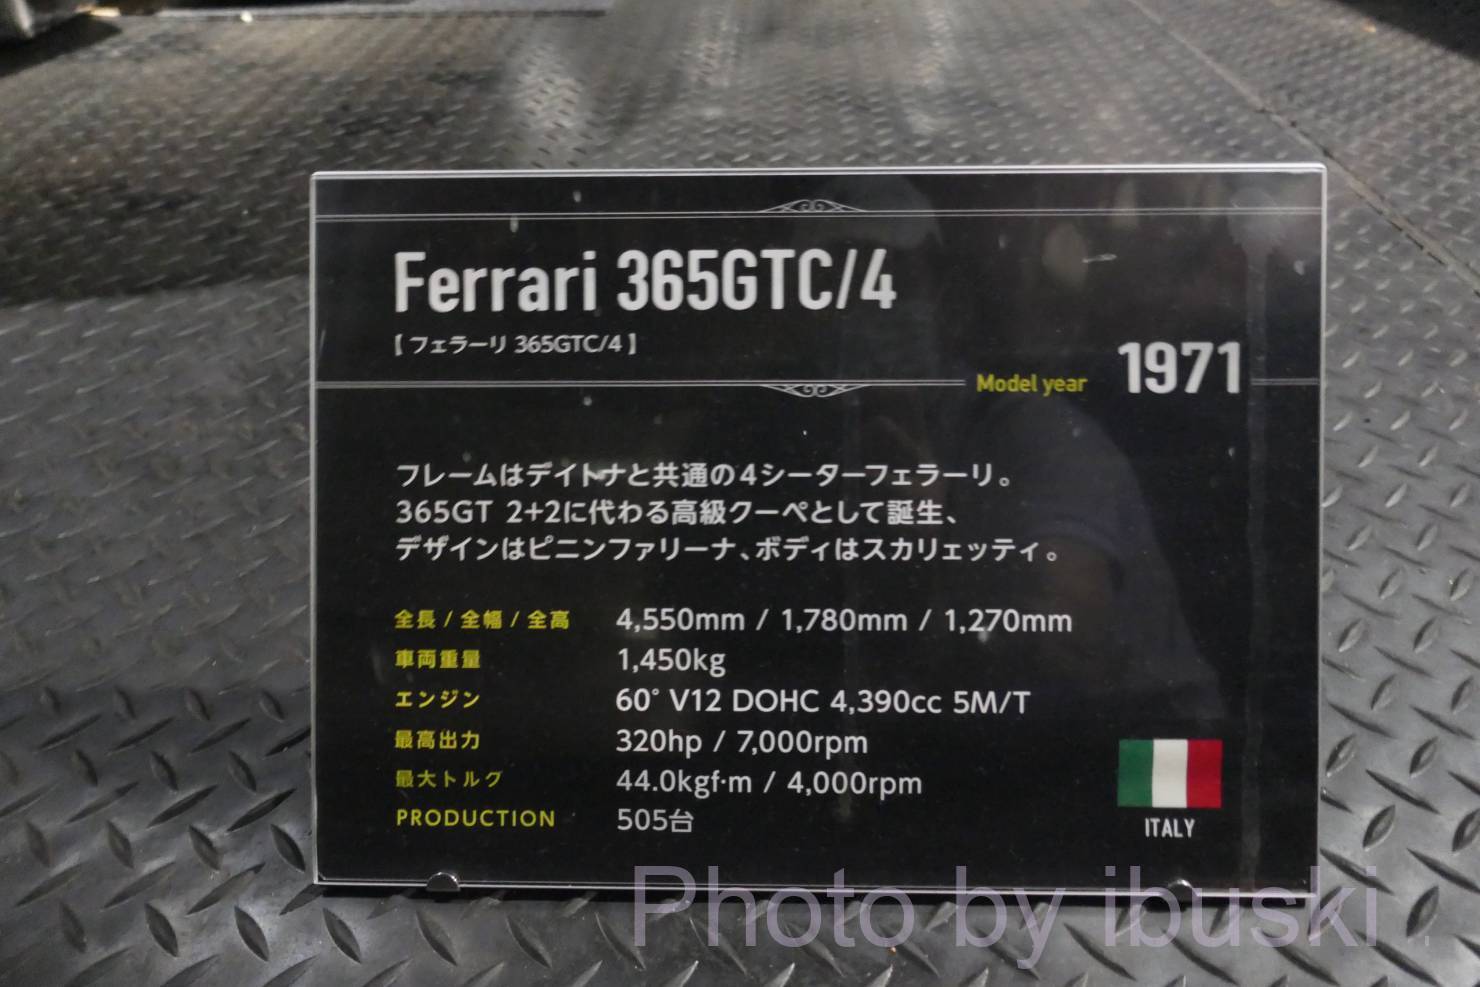 Ferrari 365GTC/4
【 フェラーリ 365GTC/4 】
Model year 1971
フレームはデイトナと共通の4シーターフェラーリ。
365GT 2+2に代わる高級クーペとして誕生、
デザインはピニンファリーナ、ボディはスカリェッティ。
全長 / 全幅 / 全高 4,550mm / 1,780mm / 1,270mm
車両重量 1,450kg
エンジン 60° V12 DOHC 4,390cc 5M/T
最高出力 320hp / 7,000rpm
最大トルク 44.0kgf·m / 4,000rpm
PRODUCTION 505台
ITALY
Photo by ibuski